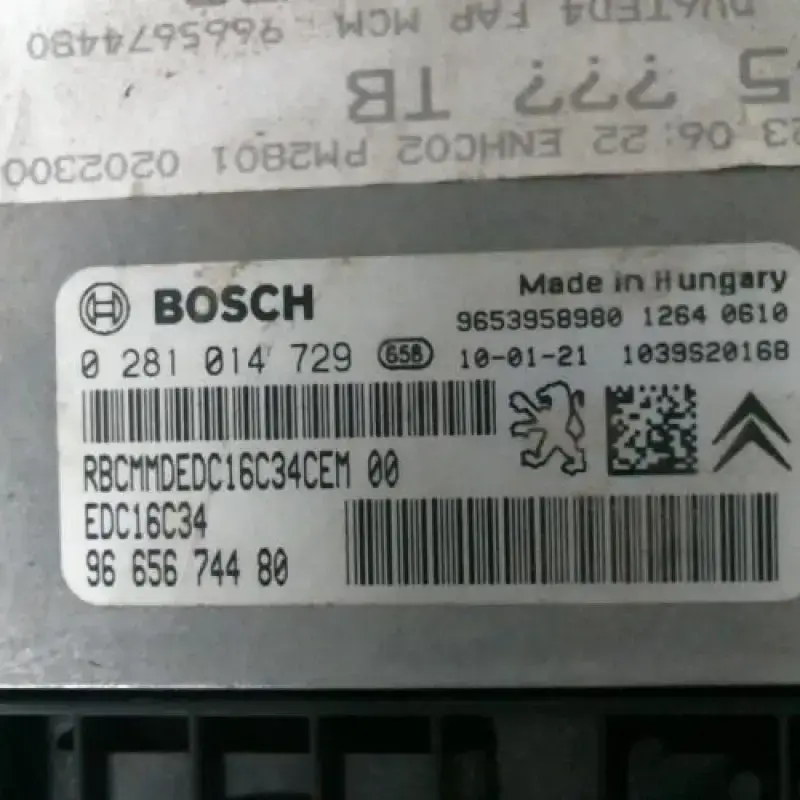 DV6TED4 FAP MCM 9665674480
5 ??? TB
23 06:22 ENHC02 PM2801 0202300
BOSCH
Made in Hungary
9653958980 1264 0610
0 281 014 729 658 10-01-21 1039S20168
RBCMMDEDC16C34CEM 00
EDC16C34
96 656 744 80